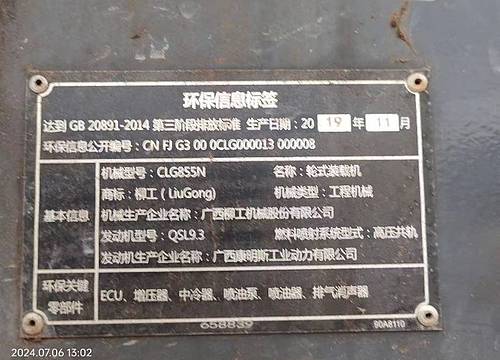 环保信息标签
达到 GB 20891-2014 第三阶段排放标准 生产日期：20 19 年 11 月
环保信息公开编号：CN FJ G3 00 0CLG000013 000008
基本信息
机械型号：CLG855N 名称：轮式装载机
商标：柳工（LiuGong） 机械类型：工程机械
机械生产企业名称：广西柳工机械股份有限公司
发动机型号：QSL9.3 燃料喷射系统型式：高压共轨
发动机生产企业名称：广西康明斯工业动力有限公司
环保关键
零部件
ECU、增压器、中冷器、喷油泵、喷油器、排气消声器
658839 80A8110
2024.07.06 13:02